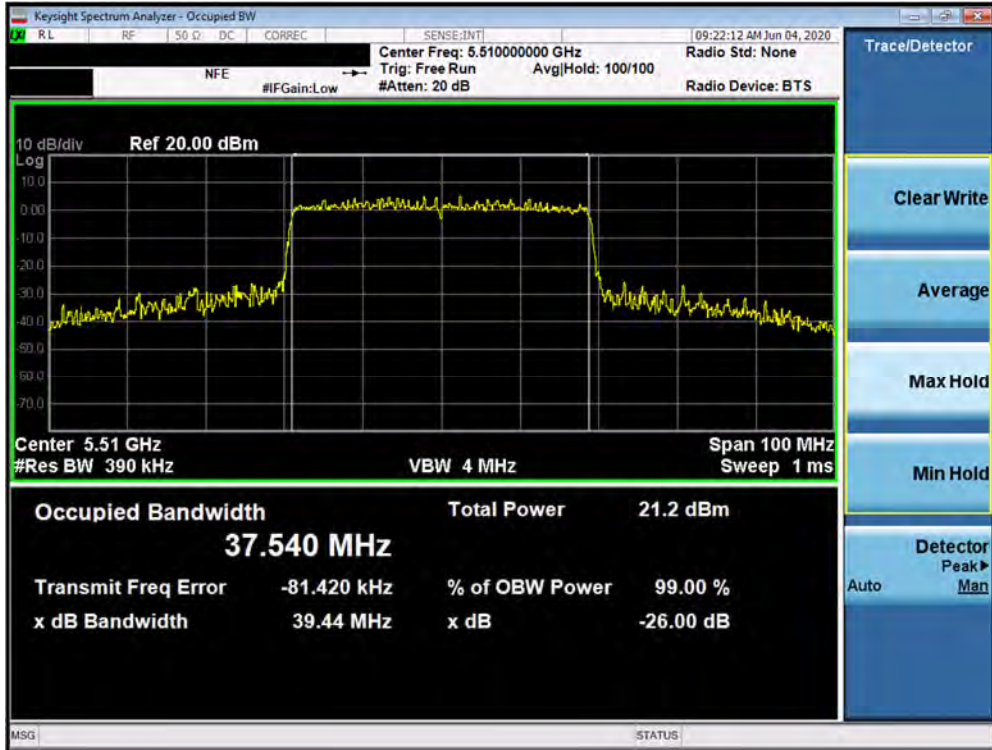 Keysight Spectrum Analyzer - Occupied BW
LXI RL RF 50 Ω DC CORREC SENSE:INT 09:22:12 AM Jun 04, 2020
Center Freq: 5.510000000 GHz Radio Std: None
NFE Trig: Free Run Avg|Hold: 100/100
#IFGain:Low #Atten: 20 dB Radio Device: BTS
10 dB/div Ref 20.00 dBm
Log
10.0
0.00
-10.0
-20.0
-30.0
-40.0
-50.0
-60.0
-70.0
Center 5.51 GHz Span 100 MHz
#Res BW 390 kHz VBW 4 MHz Sweep 1 ms
Occupied Bandwidth Total Power 21.2 dBm
37.540 MHz
Transmit Freq Error -81.420 kHz % of OBW Power 99.00 %
x dB Bandwidth 39.44 MHz x dB -26.00 dB
Trace/Detector
Clear Write
Average
Max Hold
Min Hold
Detector
Peak▶
Auto Man
MSG STATUS